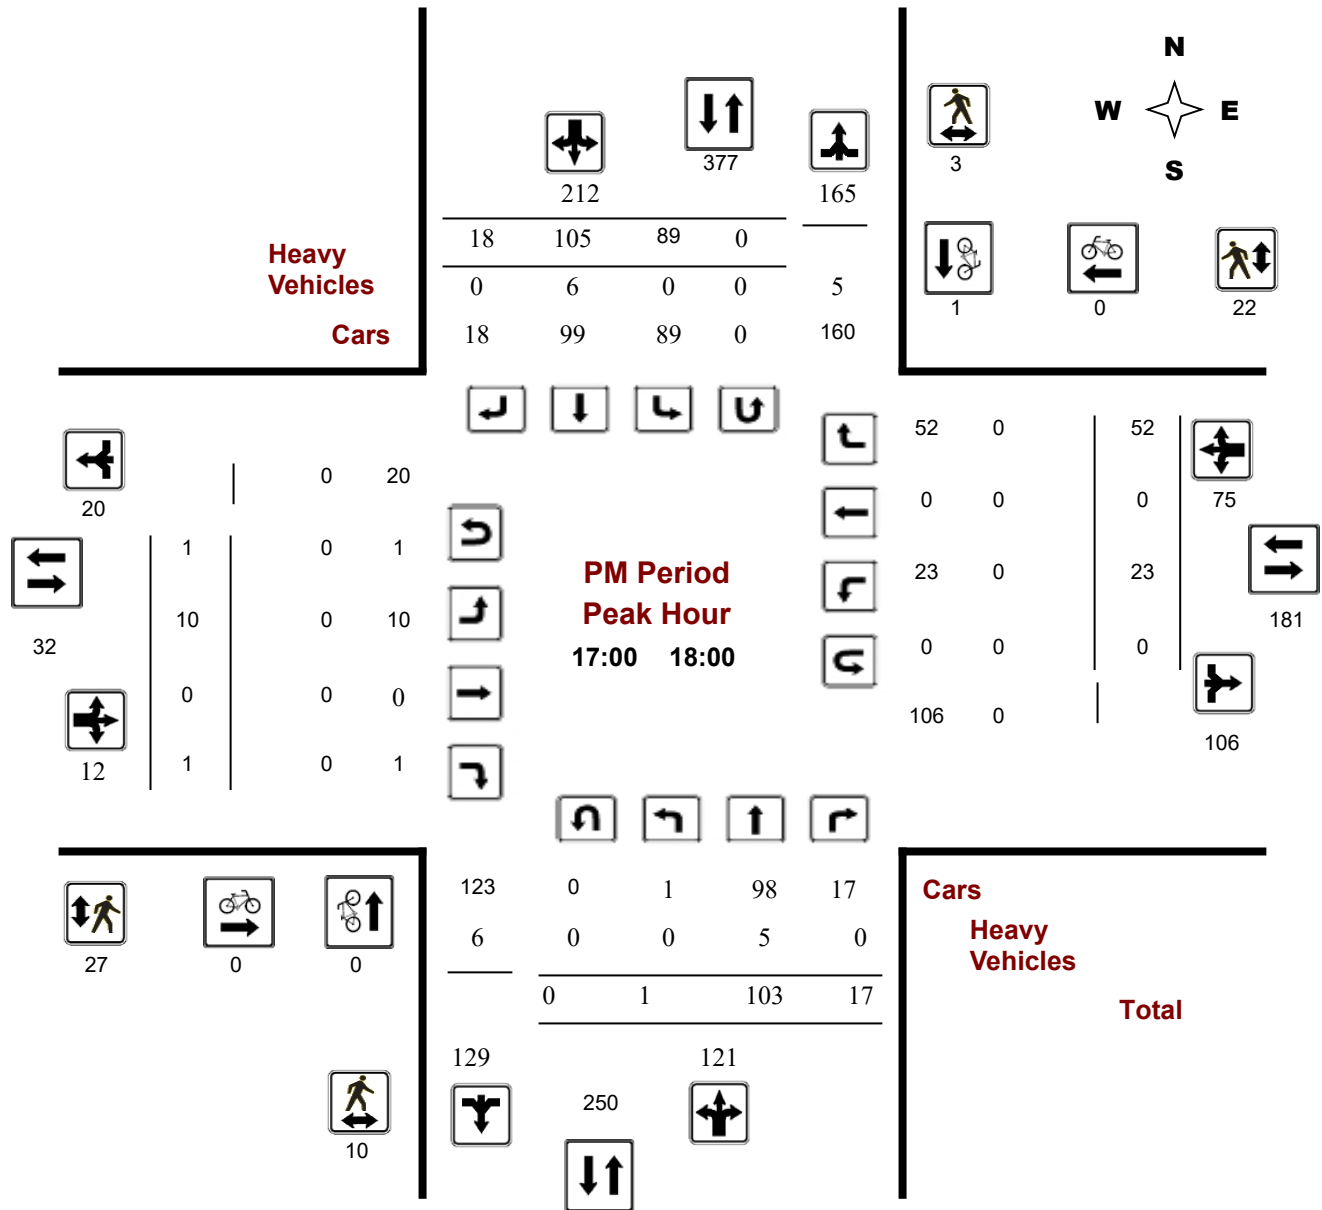 N
W E
S
377
3
212 165
18 105 89 0
Heavy
Vehicles
0 6 0 0 5
Cars
18 99 89 0 160
1 0 22
52 0 52
0 20
20
75
0 0 0
1 0 1
PM Period
Peak Hour
17:00 18:00
23 0 23
10 0 10
181
32
0 0 0
0 0 0
106 0
106
12
1 0 1
123 0 1 98 17
Cars
6 0 0 5 0
Heavy
Vehicles
27 0 0
0 1 103 17
Total
129 121
250
10